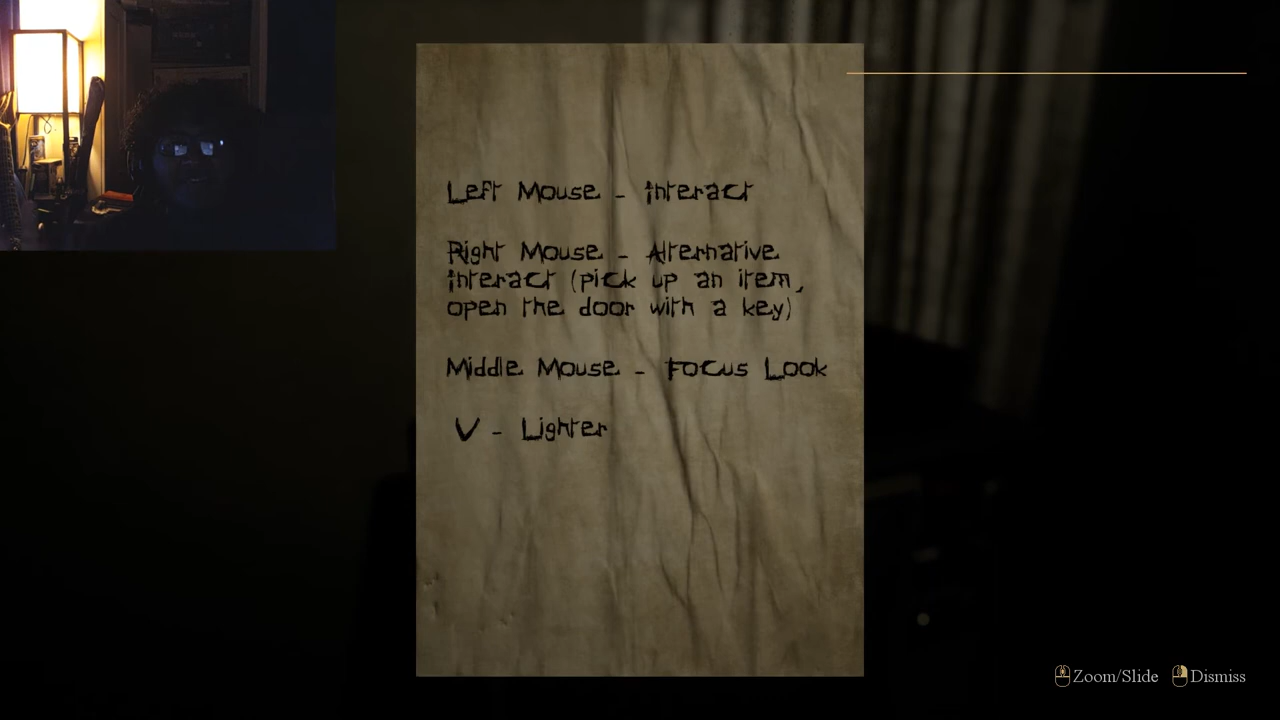 Left Mouse - Interact
Right Mouse - Alternative
interact (pick up an item,
open the door with a key)
Middle Mouse - Focus Look
V - Lighter
Zoom/Slide Dismiss